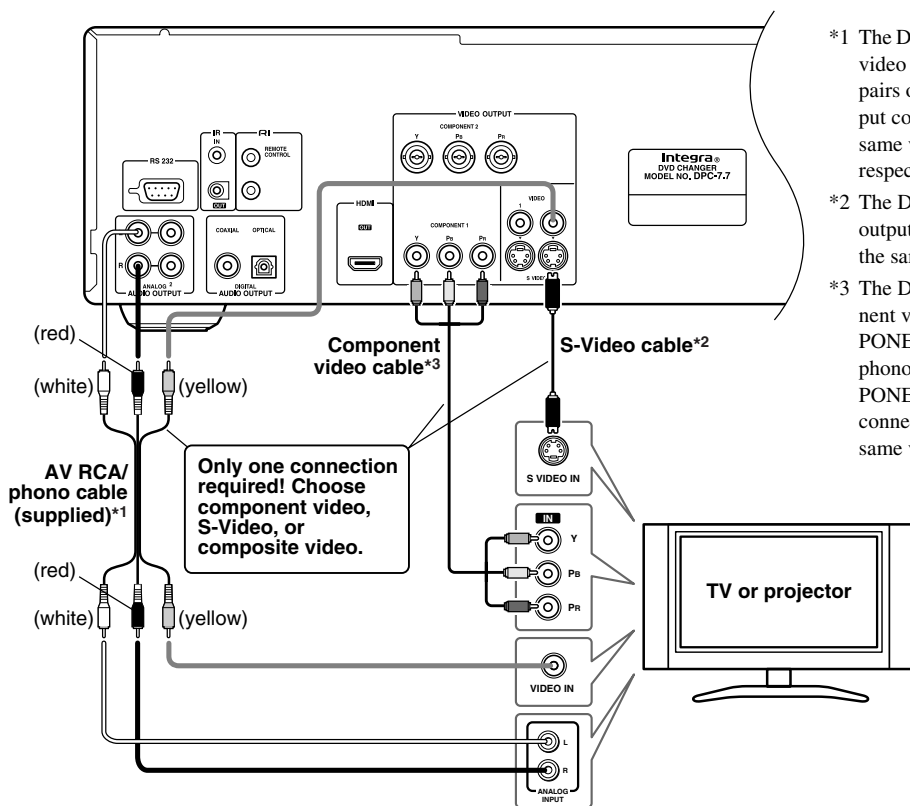 VIDEO OUTPUT
COMPONENT 2
Y PB PR
IR
IN
OUT
RI
REMOTE
CONTROL
RS 232
Integra®
DVD CHANGER
MODEL NO. DPC-7.7
HDMI
OUT
COMPONENT 1
Y PB PR
VIDEO
1
S VIDEO
COAXIAL OPTICAL
DIGITAL
AUDIO OUTPUT
R
ANALOG 2
AUDIO OUTPUT
*1 The D
video
pairs o
put co
same
respec
*2 The D
output
the sa
*3 The D
nent v
PONE
phono
PONE
connec
same
(red)
(white)
(yellow)
Component
video cable*3
S-Video cable*2
AV RCA/
phono cable
(supplied)*1
Only one connection
required! Choose
component video,
S-Video, or
composite video.
S VIDEO IN
IN
Y
PB
PR
TV or projector
(red)
(white)
(yellow)
VIDEO IN
L
R
ANALOG
INPUT